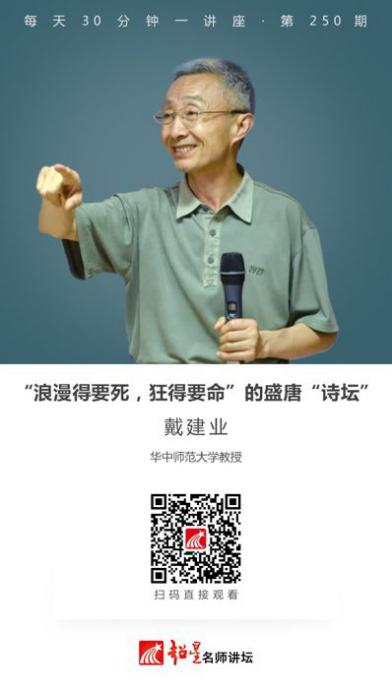 每天30分钟一讲座·第250期
“浪漫得要死，狂得要命”的盛唐“诗坛”
戴建业
华中师范大学教授
扫码直接观看
超星名师讲坛